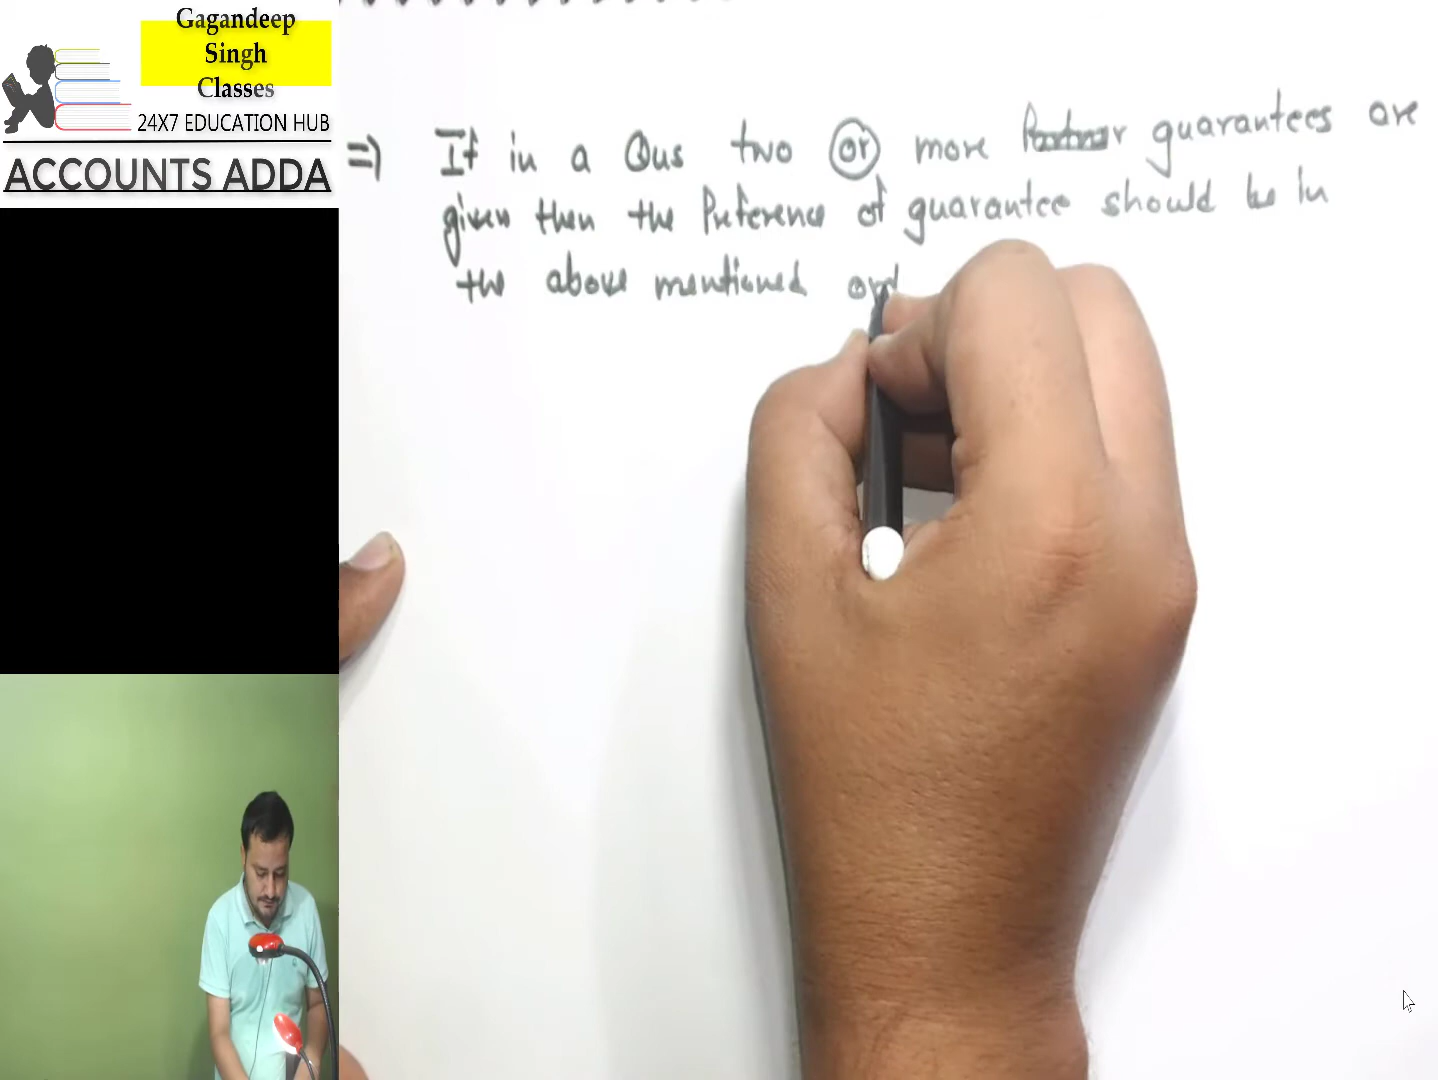 Gagandeep
Singh
Classes
24X7 EDUCATION HUB
ACCOUNTS ADDA
=> If in a Qus two or more guarantees are
given then the Preference of guarantee should be in
the above mentioned ord